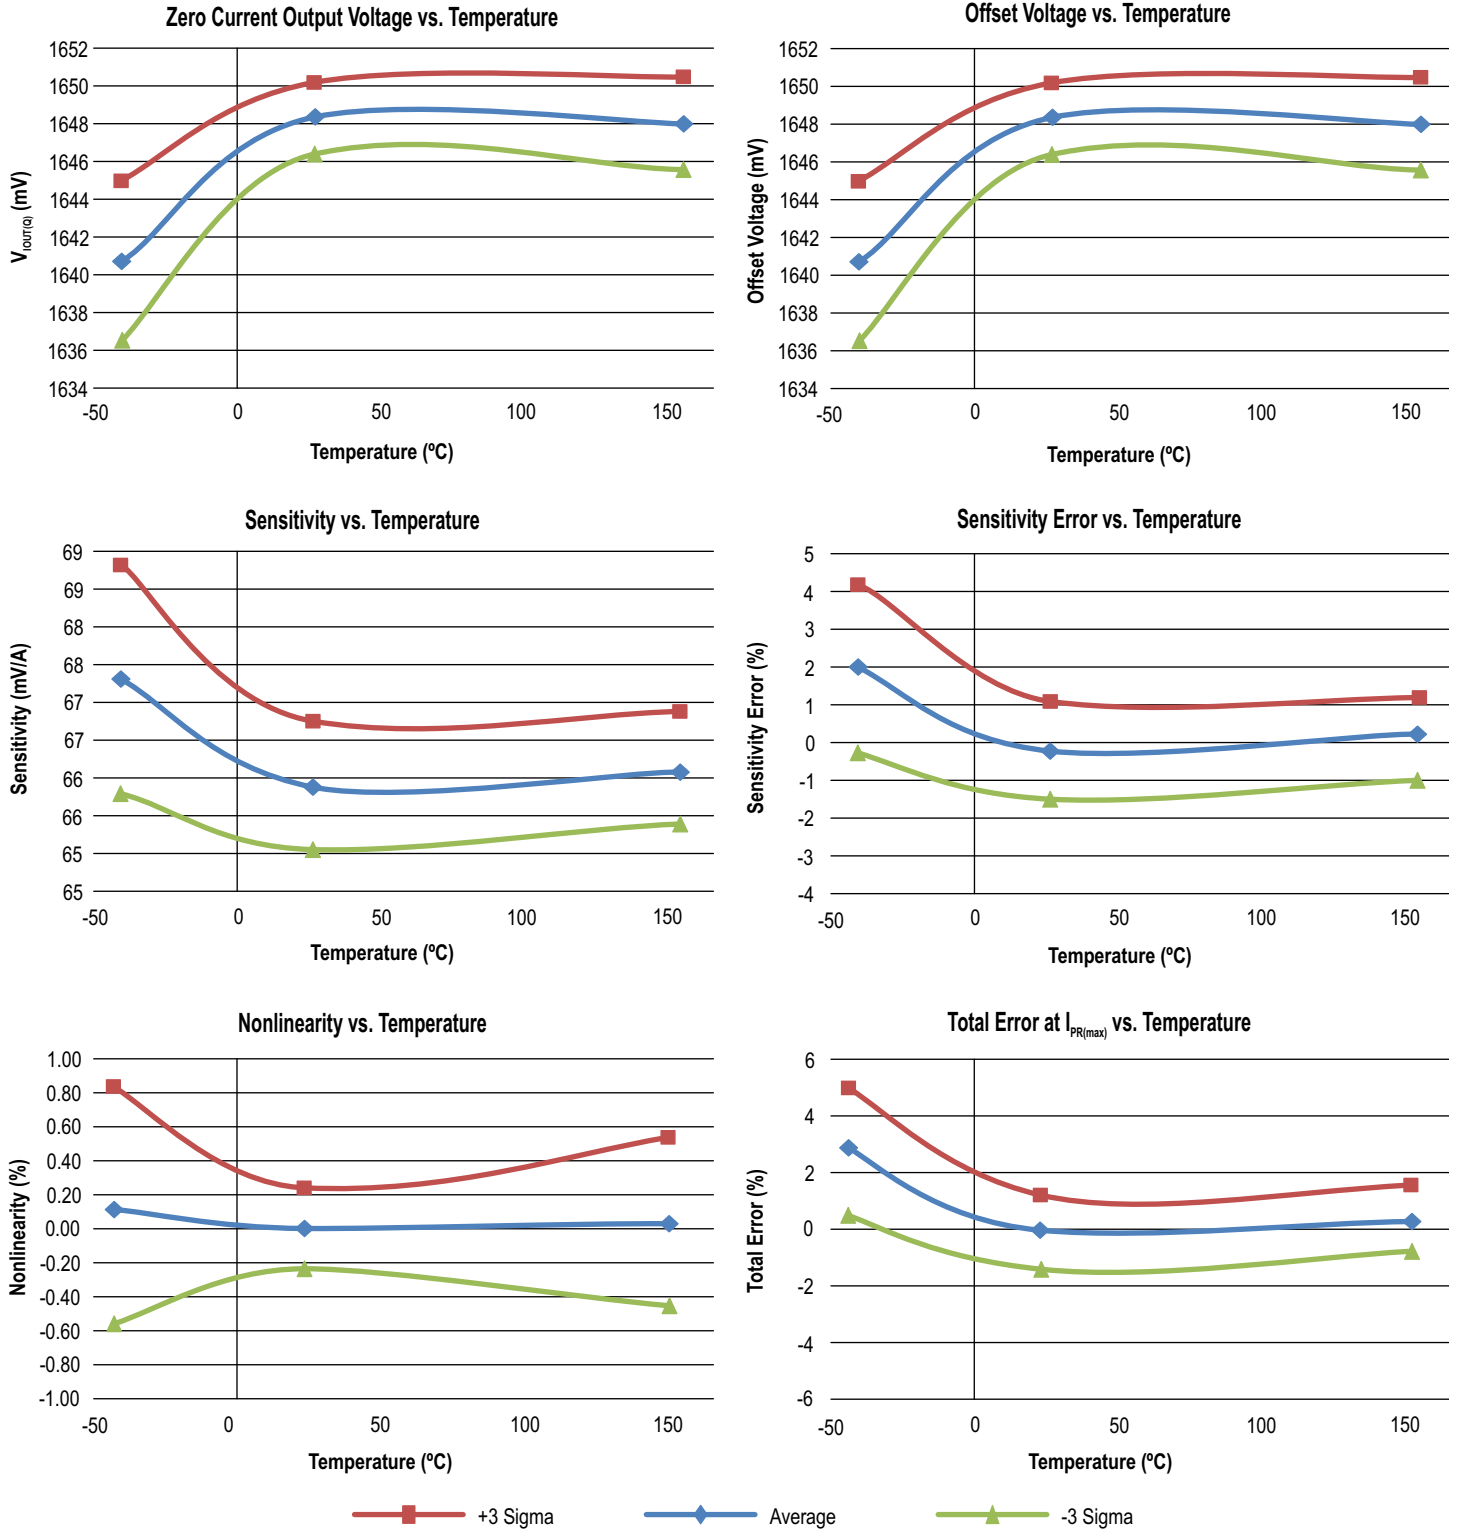 Zero Current Output Voltage vs. Temperature
1652
1650
1648
1646
1644
1642
1640
1638
1636
1634
VIOUT(Q) (mV)
-50 0 50 100 150
Temperature (ºC)
Offset Voltage vs. Temperature
1652
1650
1648
1646
1644
1642
1640
1638
1636
1634
Offset Voltage (mV)
-50 0 50 100 150
Temperature (ºC)
Sensitivity vs. Temperature
69
69
68
68
67
67
66
66
65
65
Sensitivity (mV/A)
-50 0 50 100 150
Temperature (ºC)
Sensitivity Error vs. Temperature
5
4
3
2
1
0
-1
-2
-3
-4
Sensitivity Error (%)
-50 0 50 100 150
Temperature (ºC)
Nonlinearity vs. Temperature
1.00
0.80
0.60
0.40
0.20
0.00
-0.20
-0.40
-0.60
-0.80
-1.00
Nonlinearity (%)
-50 0 50 100 150
Temperature (ºC)
Total Error at IPR(max) vs. Temperature
6
4
2
0
-2
-4
-6
Total Error (%)
-50 0 50 100 150
Temperature (ºC)
+3 Sigma
Average
-3 Sigma